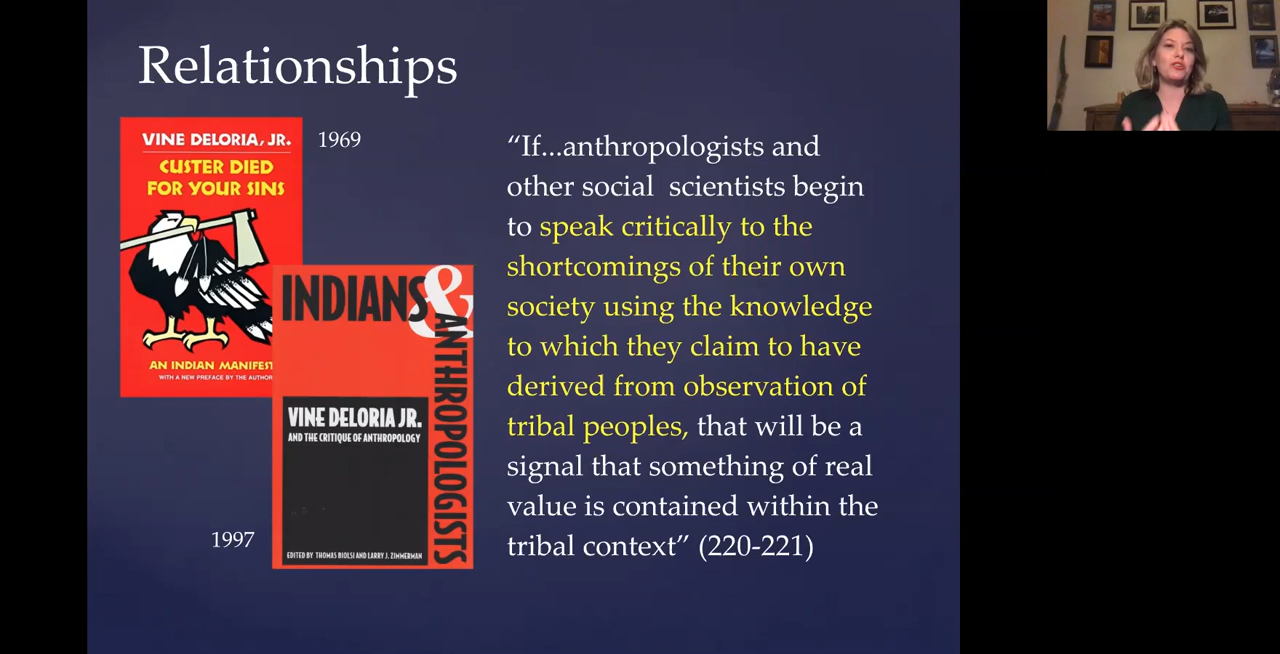 Relationships
VINE DELORIA, JR.
CUSTER DIED
FOR YOUR SINS
AN INDIAN MANIFEST
WITH A NEW PREFACE BY THE AUTHOR
1969
INDIANS &
ANTHROPOLOGISTS
VINE DELORIA JR.
AND THE CRITIQUE OF ANTHROPOLOGY
EDITED BY THOMAS BIOLSI AND LARRY J. ZIMMERMAN
1997
“If...anthropologists and
other social scientists begin
to speak critically to the
shortcomings of their own
society using the knowledge
to which they claim to have
derived from observation of
tribal peoples, that will be a
signal that something of real
value is contained within the
tribal context” (220-221)